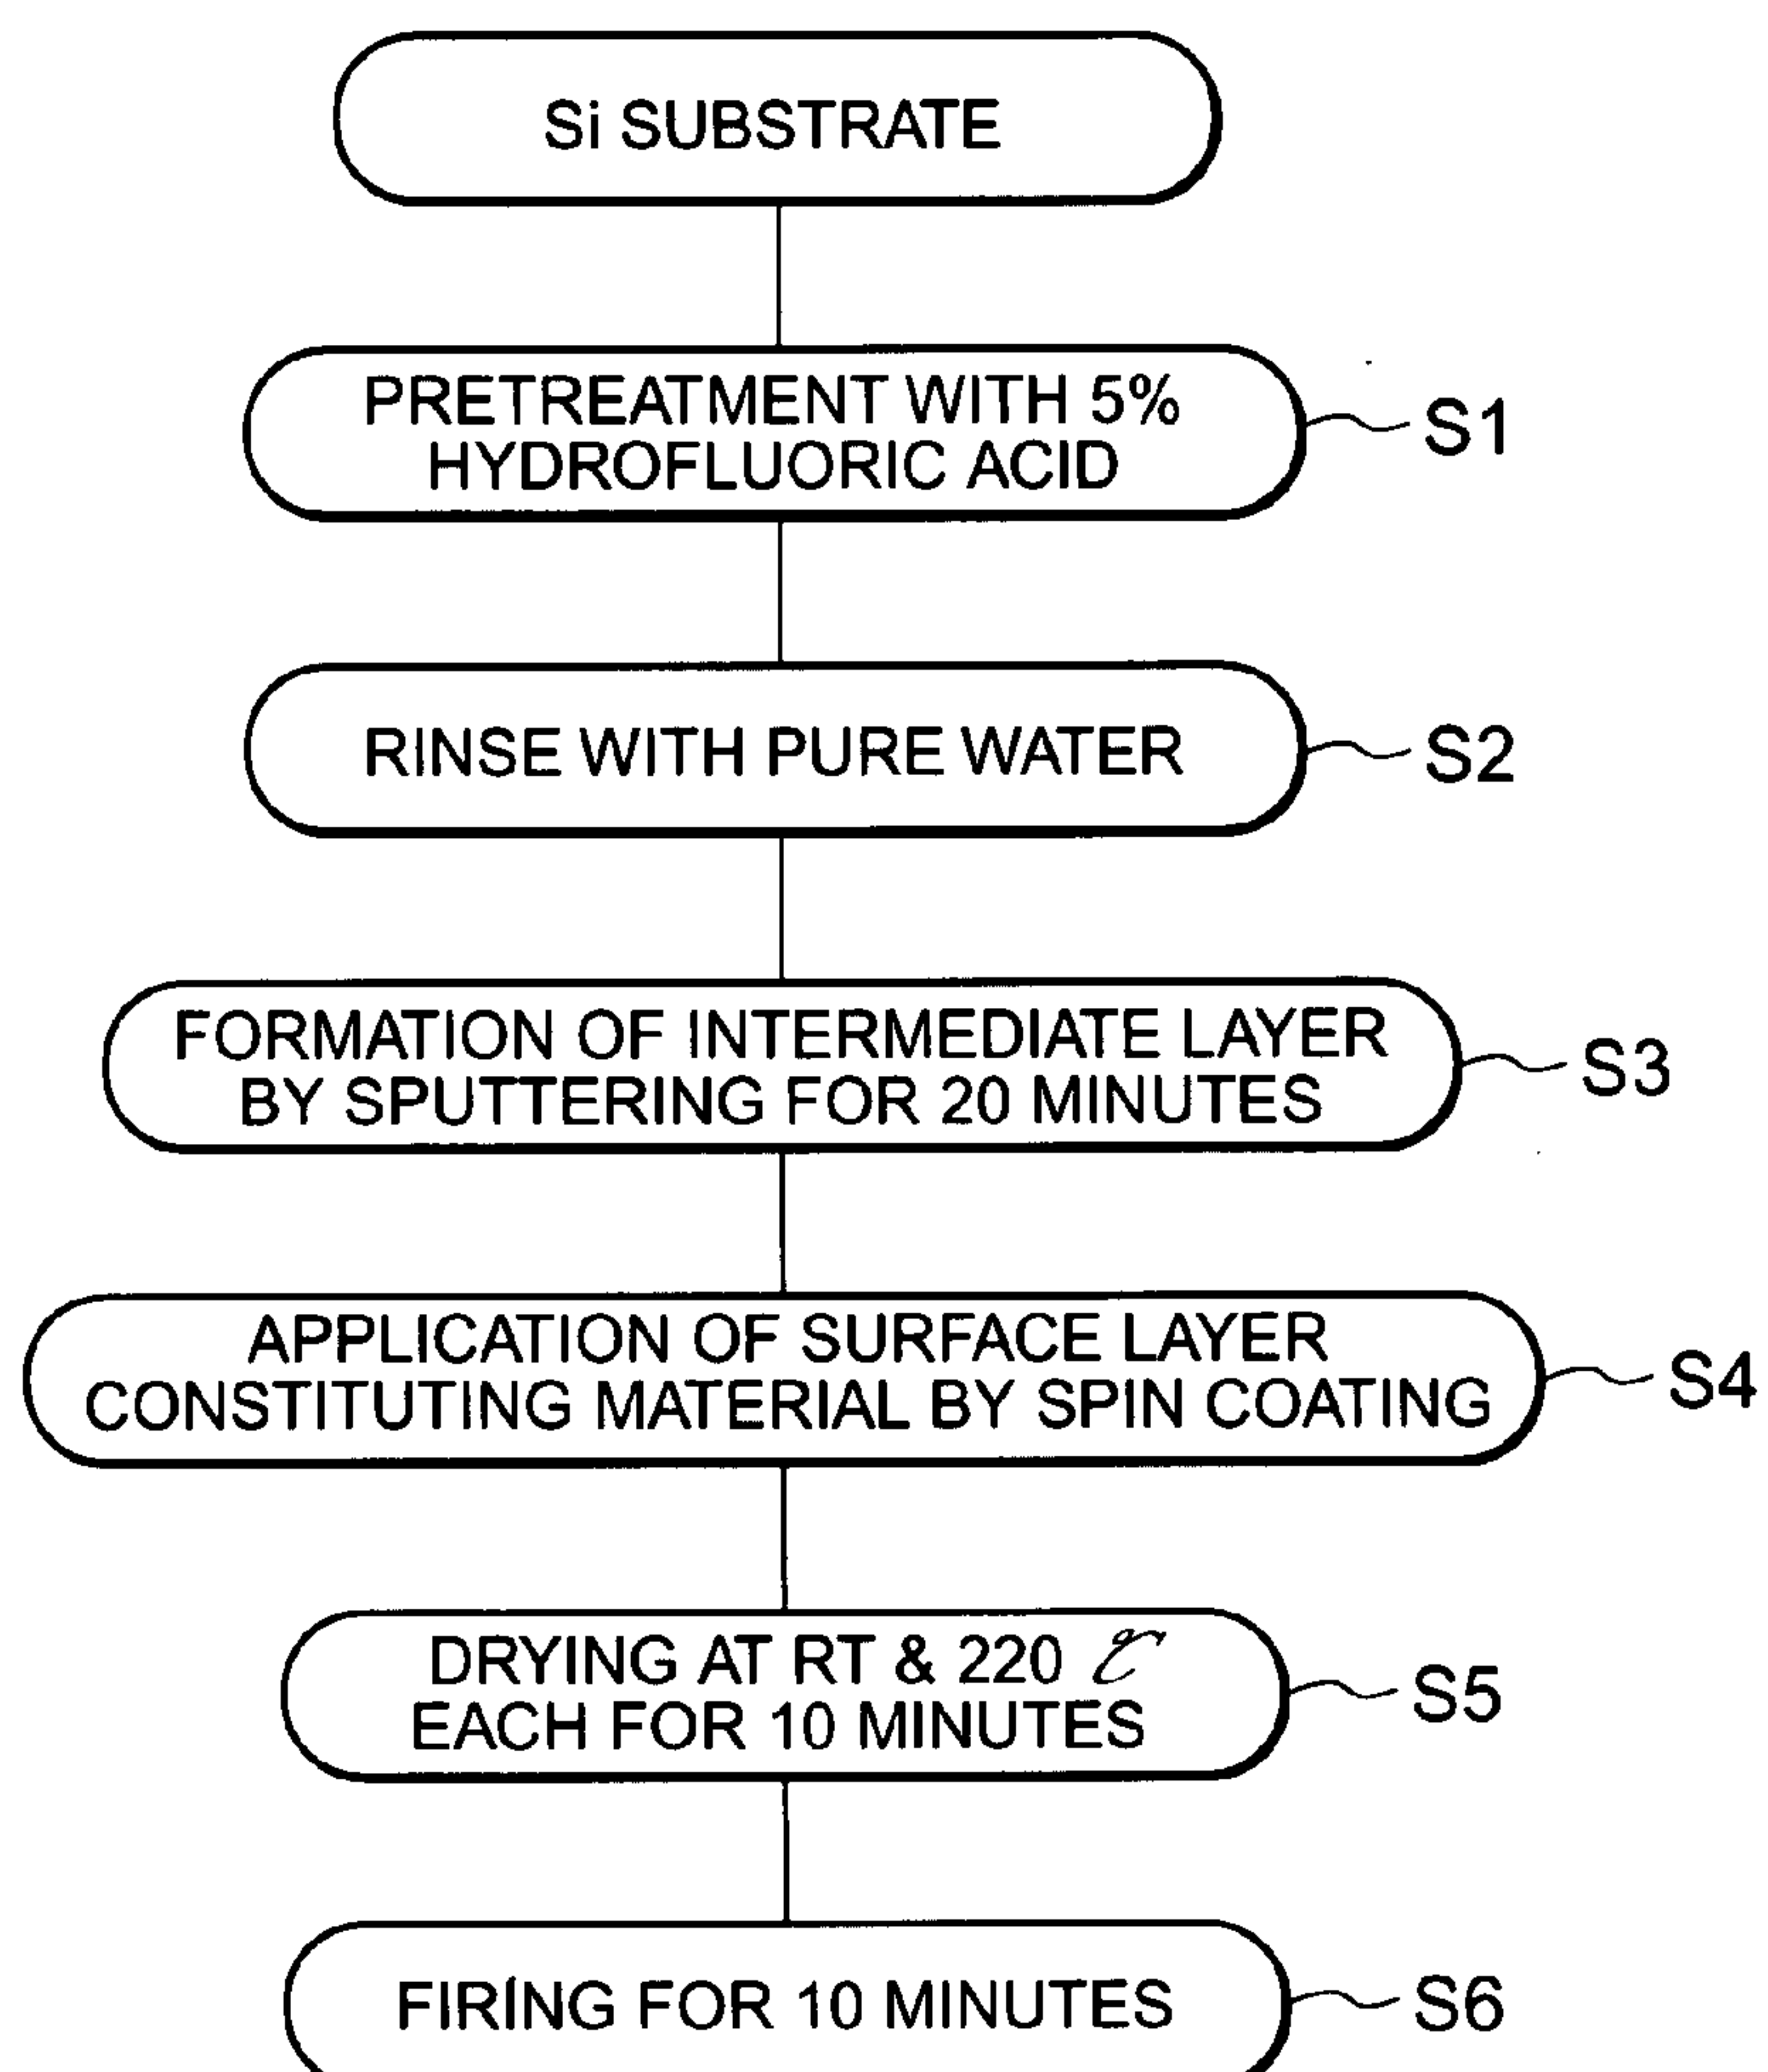 Si SUBSTRATE
PRETREATMENT WITH 5%
HYDROFLUORIC ACID
S1
RINSE WITH PURE WATER
S2
FORMATION OF INTERMEDIATE LAYER
BY SPUTTERING FOR 20 MINUTES
S3
APPLICATION OF SURFACE LAYER
CONSTITUTING MATERIAL BY SPIN COATING
S4
DRYING AT RT & 220 ℃
EACH FOR 10 MINUTES
S5
FIRING FOR 10 MINUTES
S6